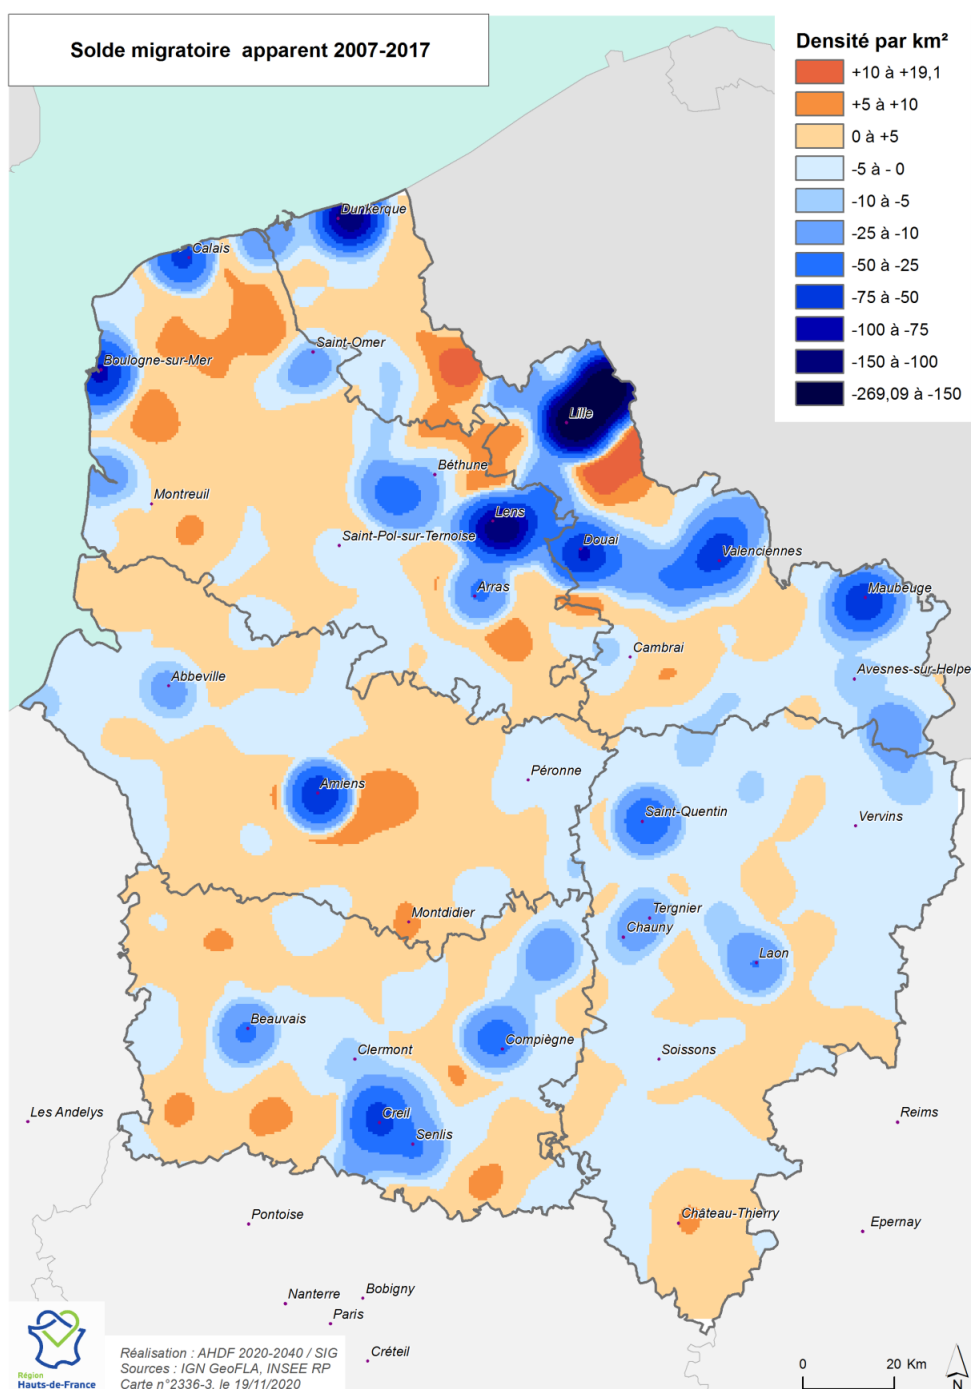 Solde migratoire apparent 2007-2017
Densité par km²
+10 à +19,1
+5 à +10
0 à +5
-5 à - 0
-10 à -5
-25 à -10
-50 à -25
-75 à -50
-100 à -75
-150 à -100
-269,09 à -150
Dunkerque
Calais
Saint-Omer
Boulogne-sur-Mer
Lille
Béthune
Montreuil
Lens
Saint-Pol-sur-Ternoise
Douai
Valenciennes
Arras
Maubeuge
Cambrai
Avesnes-sur-Helpe
Abbeville
Péronne
Amiens
Saint-Quentin
Vervins
Tergnier
Montdidier
Chauny
Laon
Beauvais
Compiègne
Clermont
Soissons
Les Andelys
Creil
Reims
Senlis
Château-Thierry
Pontoise
Epernay
Nanterre
Bobigny
Paris
Créteil
Région
Hauts-de-France
Réalisation : AHDF 2020-2040 / SIG
Sources : IGN GeoFLA, INSEE RP
Carte n°2336-3, le 19/11/2020
0 20 Km
N